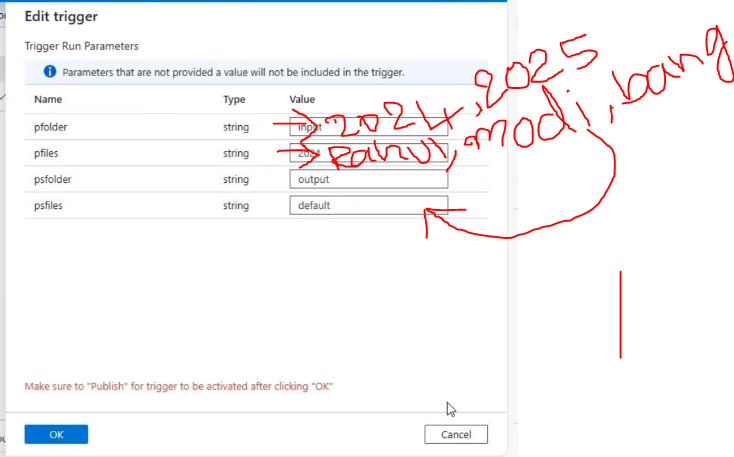 Edit trigger
Trigger Run Parameters
Parameters that are not provided a value will not be included in the trigger.
Name Type Value
pfolder string input 2024,2025
pfiles string 2024 Rahul,modi,bang
psfolder string output
psfiles string default
Make sure to "Publish" for trigger to be activated after clicking "OK"
OK Cancel